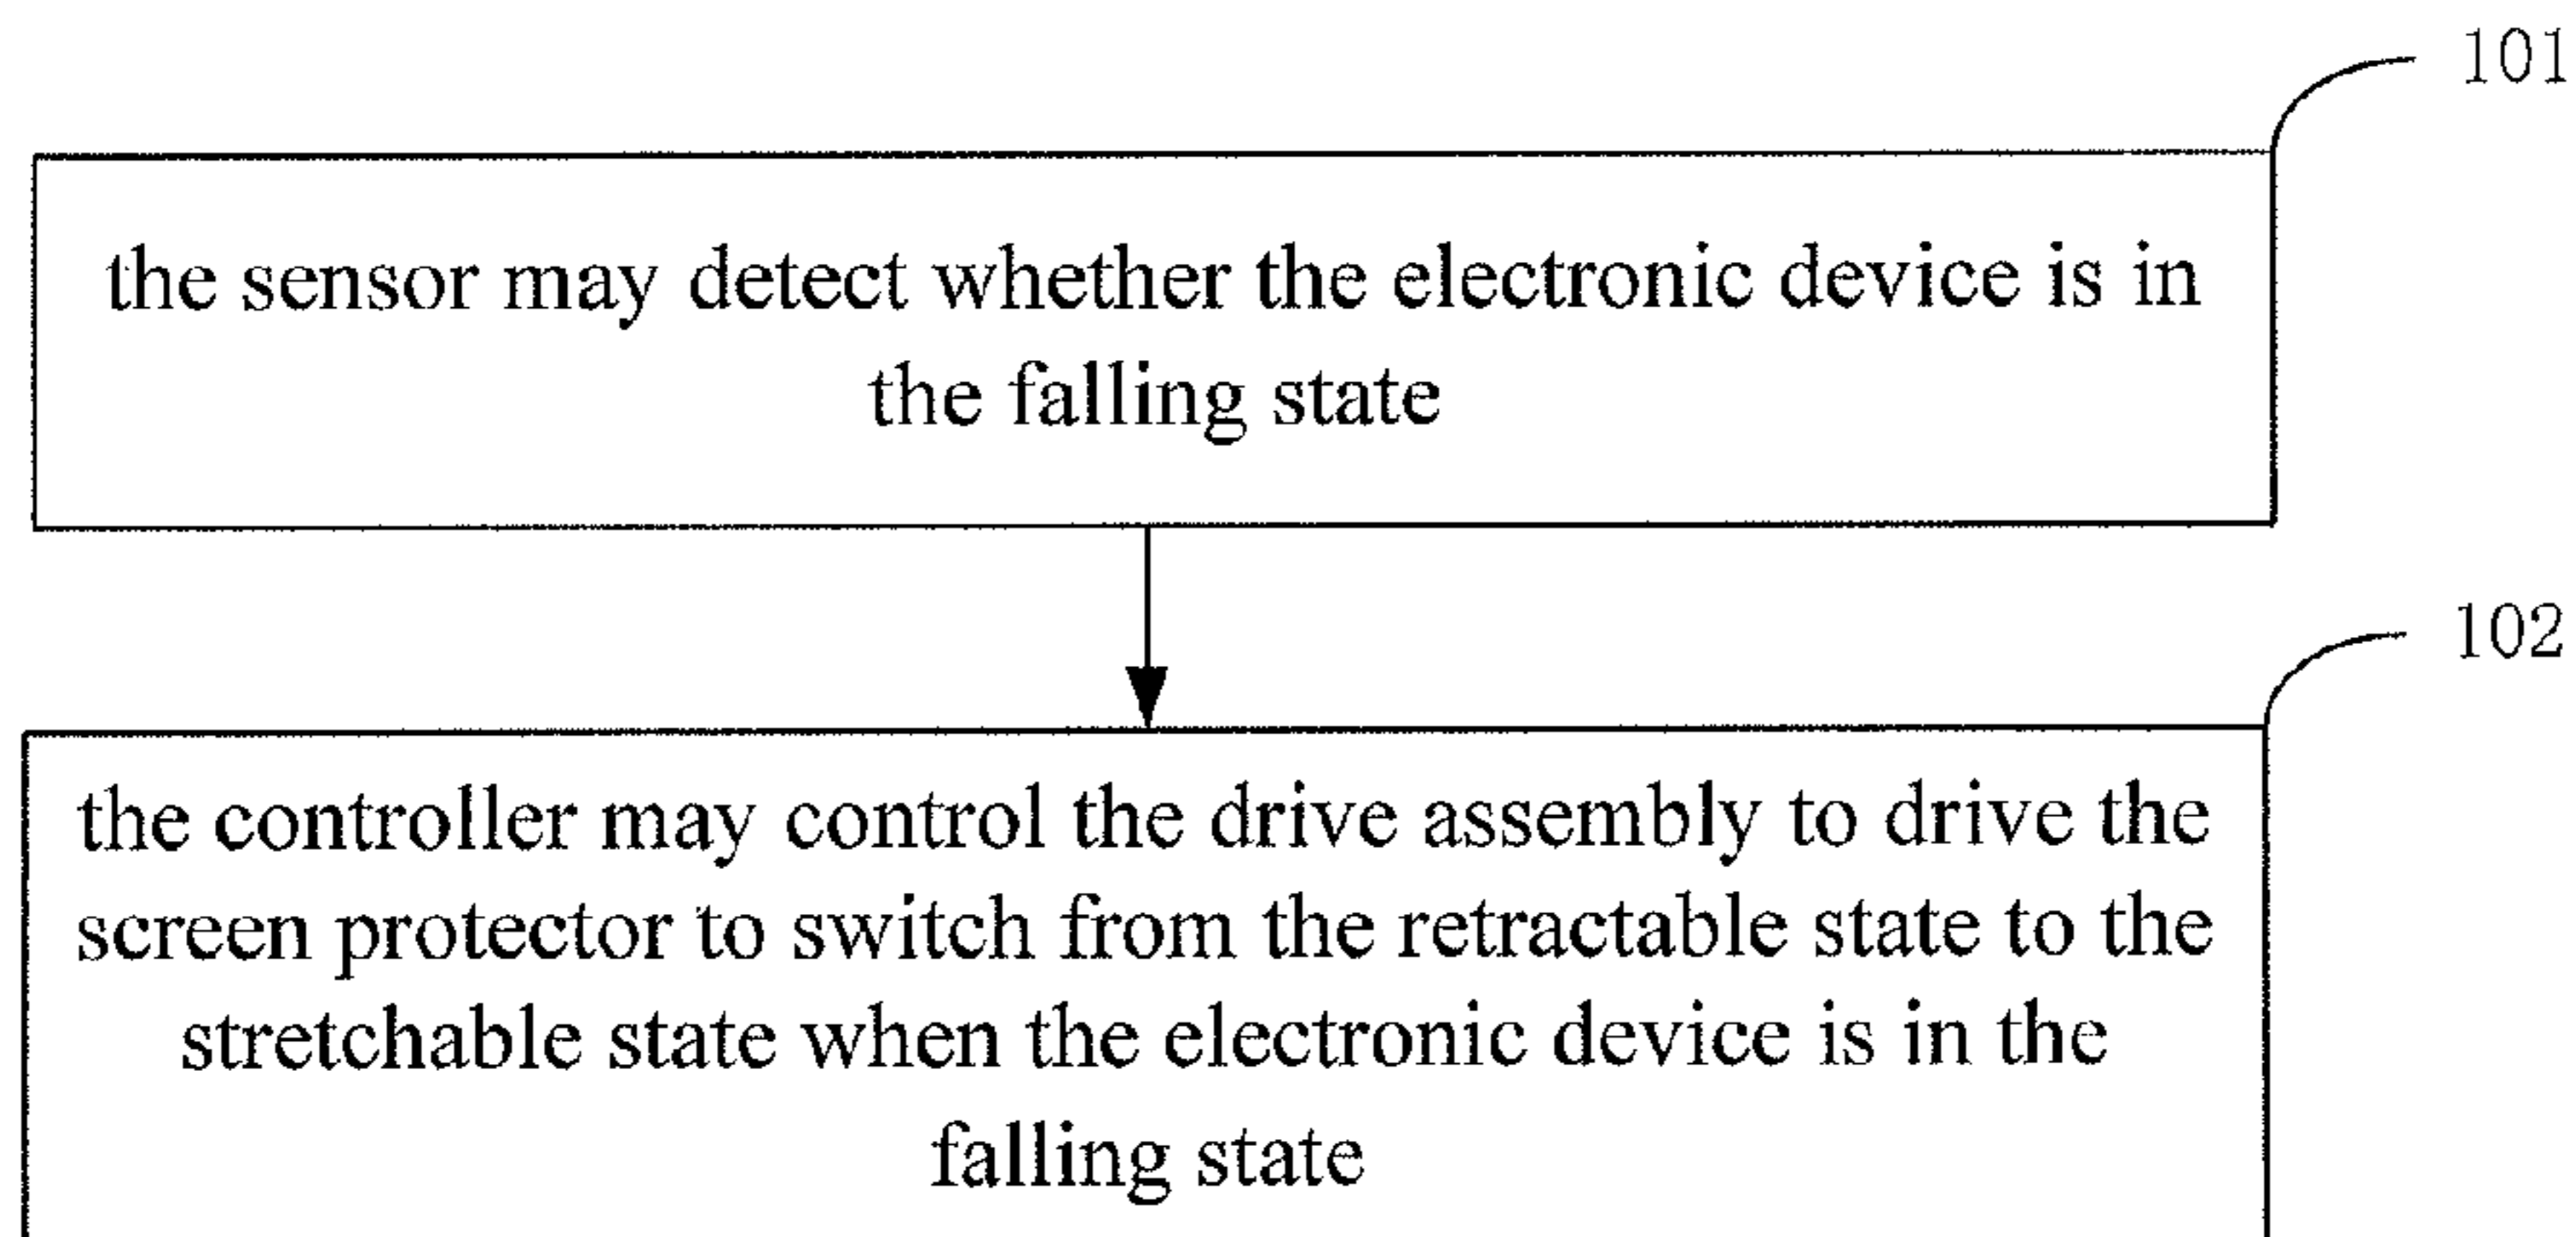 101
the sensor may detect whether the electronic device is in
the falling state
102
the controller may control the drive assembly to drive the
screen protector to switch from the retractable state to the
stretchable state when the electronic device is in the
falling state